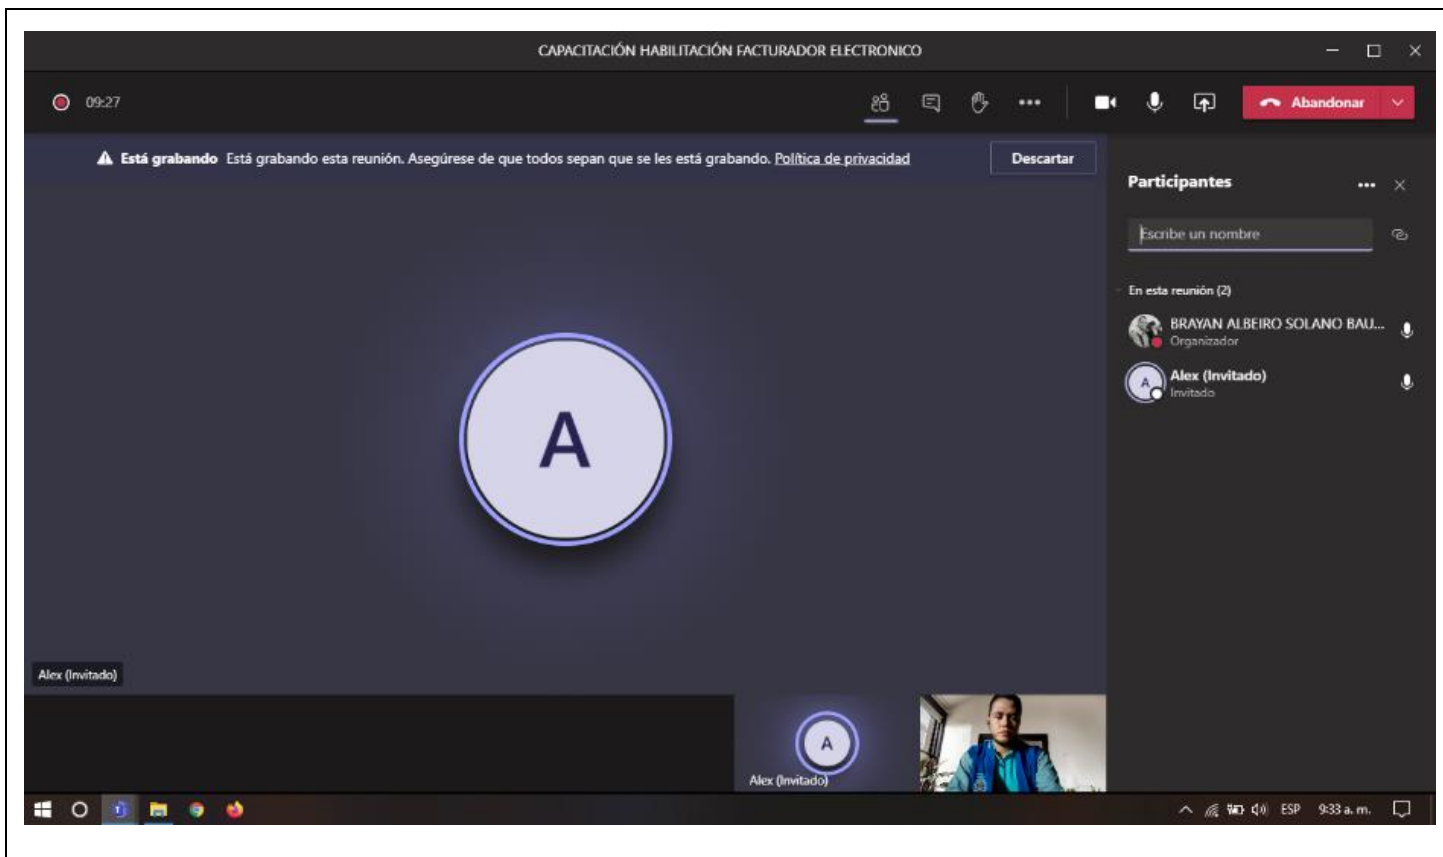 CAPACITACIÓN HABILITACIÓN FACTURADOR ELECTRONICO
09:27
Abandonar
Está grabando Está grabando esta reunión. Asegúrese de que todos sepan que se les está grabando. Política de privacidad
Descartar
Participantes
Escribe un nombre
En esta reunión (2)
BRAYAN ALBEIRO SOLANO BAU...
Organizador
A
Alex (Invitado)
Invitado
A
Alex (Invitado)
A
Alex (Invitado)
ESP 9:33 a. m.